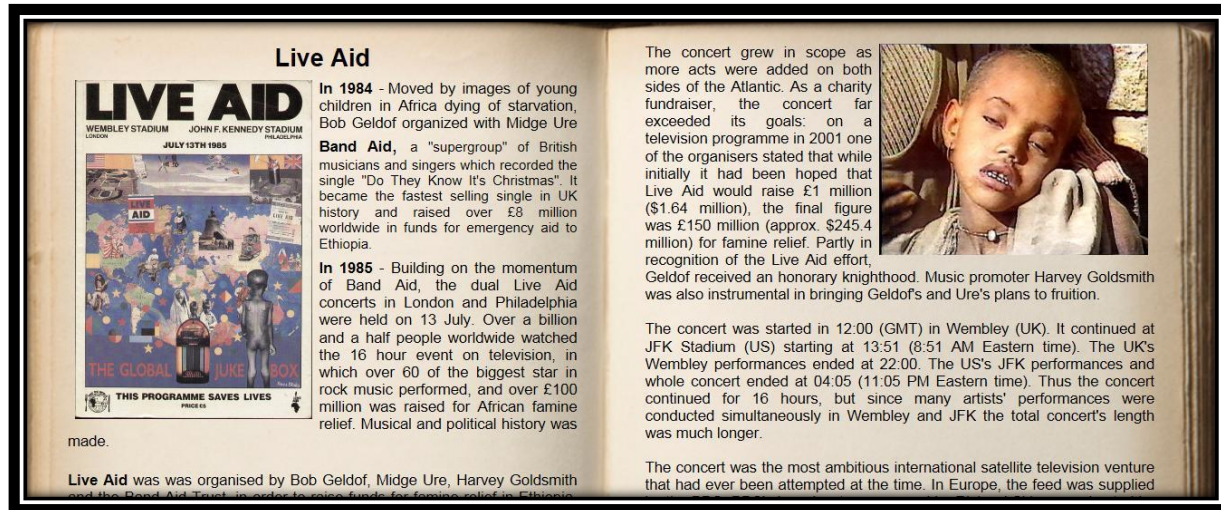 Live Aid
LIVE AID
WEMBLEY STADIUM JOHN F. KENNEDY STADIUM
LONDON PHILADELPHIA
JULY 13TH 1985
LIVE
AID
THE GLOBAL JUKE BOX
THIS PROGRAMME SAVES LIVES
PRICE £5
In 1984 - Moved by images of young
children in Africa dying of starvation,
Bob Geldof organized with Midge Ure
Band Aid, a "supergroup" of British
musicians and singers which recorded the
single "Do They Know It's Christmas". It
became the fastest selling single in UK
history and raised over £8 million
worldwide in funds for emergency aid to
Ethiopia.
In 1985 - Building on the momentum
of Band Aid, the dual Live Aid
concerts in London and Philadelphia
were held on 13 July. Over a billion
and a half people worldwide watched
the 16 hour event on television, in
which over 60 of the biggest star in
rock music performed, and over £100
million was raised for African famine
relief. Musical and political history was
made.
Live Aid was was organised by Bob Geldof, Midge Ure, Harvey Goldsmith
and the Band Aid Trust, in order to raise funds for famine relief in Ethiopia.
The concert grew in scope as
more acts were added on both
sides of the Atlantic. As a charity
fundraiser, the concert far
exceeded its goals: on a
television programme in 2001 one
of the organisers stated that while
initially it had been hoped that
Live Aid would raise £1 million
($1.64 million), the final figure
was £150 million (approx. $245.4
million) for famine relief. Partly in
recognition of the Live Aid effort,
Geldof received an honorary knighthood. Music promoter Harvey Goldsmith
was also instrumental in bringing Geldof's and Ure's plans to fruition.
The concert was started in 12:00 (GMT) in Wembley (UK). It continued at
JFK Stadium (US) starting at 13:51 (8:51 AM Eastern time). The UK's
Wembley performances ended at 22:00. The US's JFK performances and
whole concert ended at 04:05 (11:05 PM Eastern time). Thus the concert
continued for 16 hours, but since many artists' performances were
conducted simultaneously in Wembley and JFK the total concert's length
was much longer.
The concert was the most ambitious international satellite television venture
that had ever been attempted at the time. In Europe, the feed was supplied